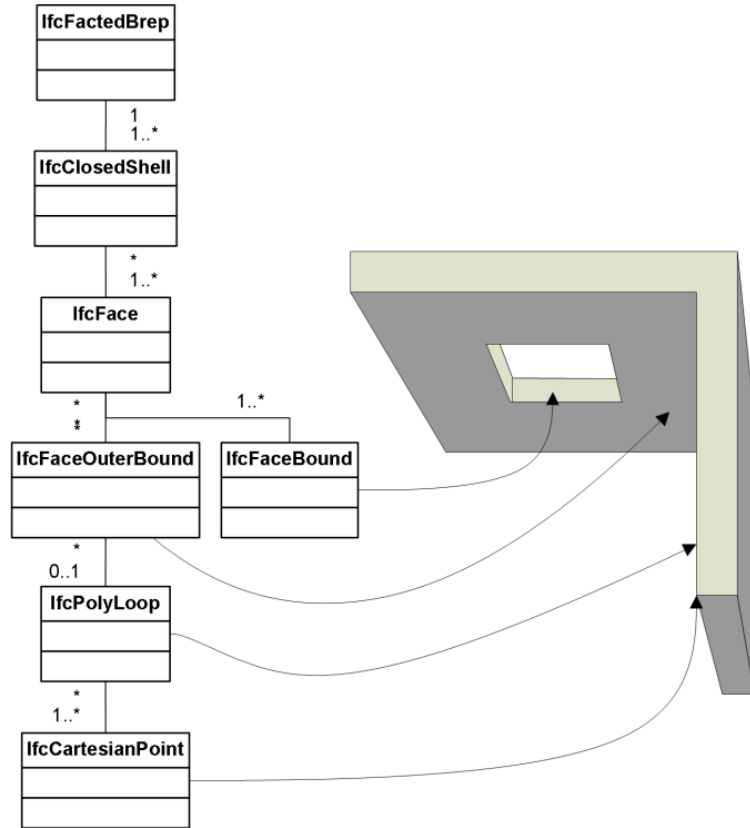 IfcFactedBrep
1
1..*
IfcClosedShell
*
1..*
IfcFace
*
*
*
1..*
IfcFaceOuterBound
IfcFaceBound
*
0..1
IfcPolyLoop
*
1..*
IfcCartesianPoint